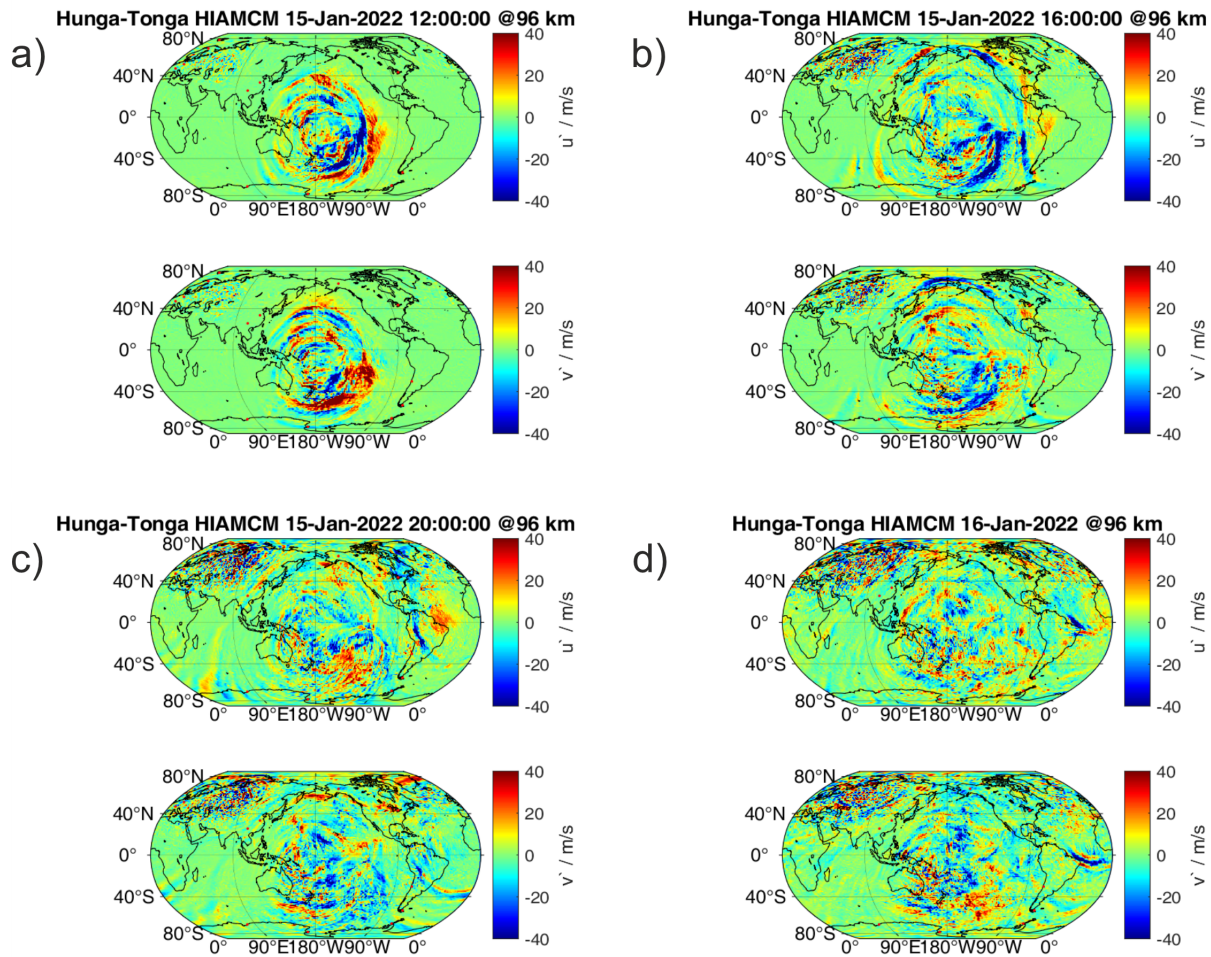 Hunga-Tonga HIAMCM 15-Jan-2022 12:00:00 @96 km
a)
80°N
40°N
0°
40°S
80°S
0° 90°E180°W90°W 0°
40
20
0
-20
-40
u` / m/s
80°N
40°N
0°
40°S
80°S
0° 90°E180°W90°W 0°
40
20
0
-20
-40
v` / m/s
Hunga-Tonga HIAMCM 15-Jan-2022 16:00:00 @96 km
b)
80°N
40°N
0°
40°S
80°S
0° 90°E180°W90°W 0°
40
20
0
-20
-40
u` / m/s
80°N
40°N
0°
40°S
80°S
0° 90°E180°W90°W 0°
40
20
0
-20
-40
v` / m/s
Hunga-Tonga HIAMCM 15-Jan-2022 20:00:00 @96 km
c)
80°N
40°N
0°
40°S
80°S
0° 90°E180°W90°W 0°
40
20
0
-20
-40
u` / m/s
80°N
40°N
0°
40°S
80°S
0° 90°E180°W90°W 0°
40
20
0
-20
-40
v` / m/s
Hunga-Tonga HIAMCM 16-Jan-2022 @96 km
d)
80°N
40°N
0°
40°S
80°S
0° 90°E180°W90°W 0°
40
20
0
-20
-40
u` / m/s
80°N
40°N
0°
40°S
80°S
0° 90°E180°W90°W 0°
40
20
0
-20
-40
v` / m/s